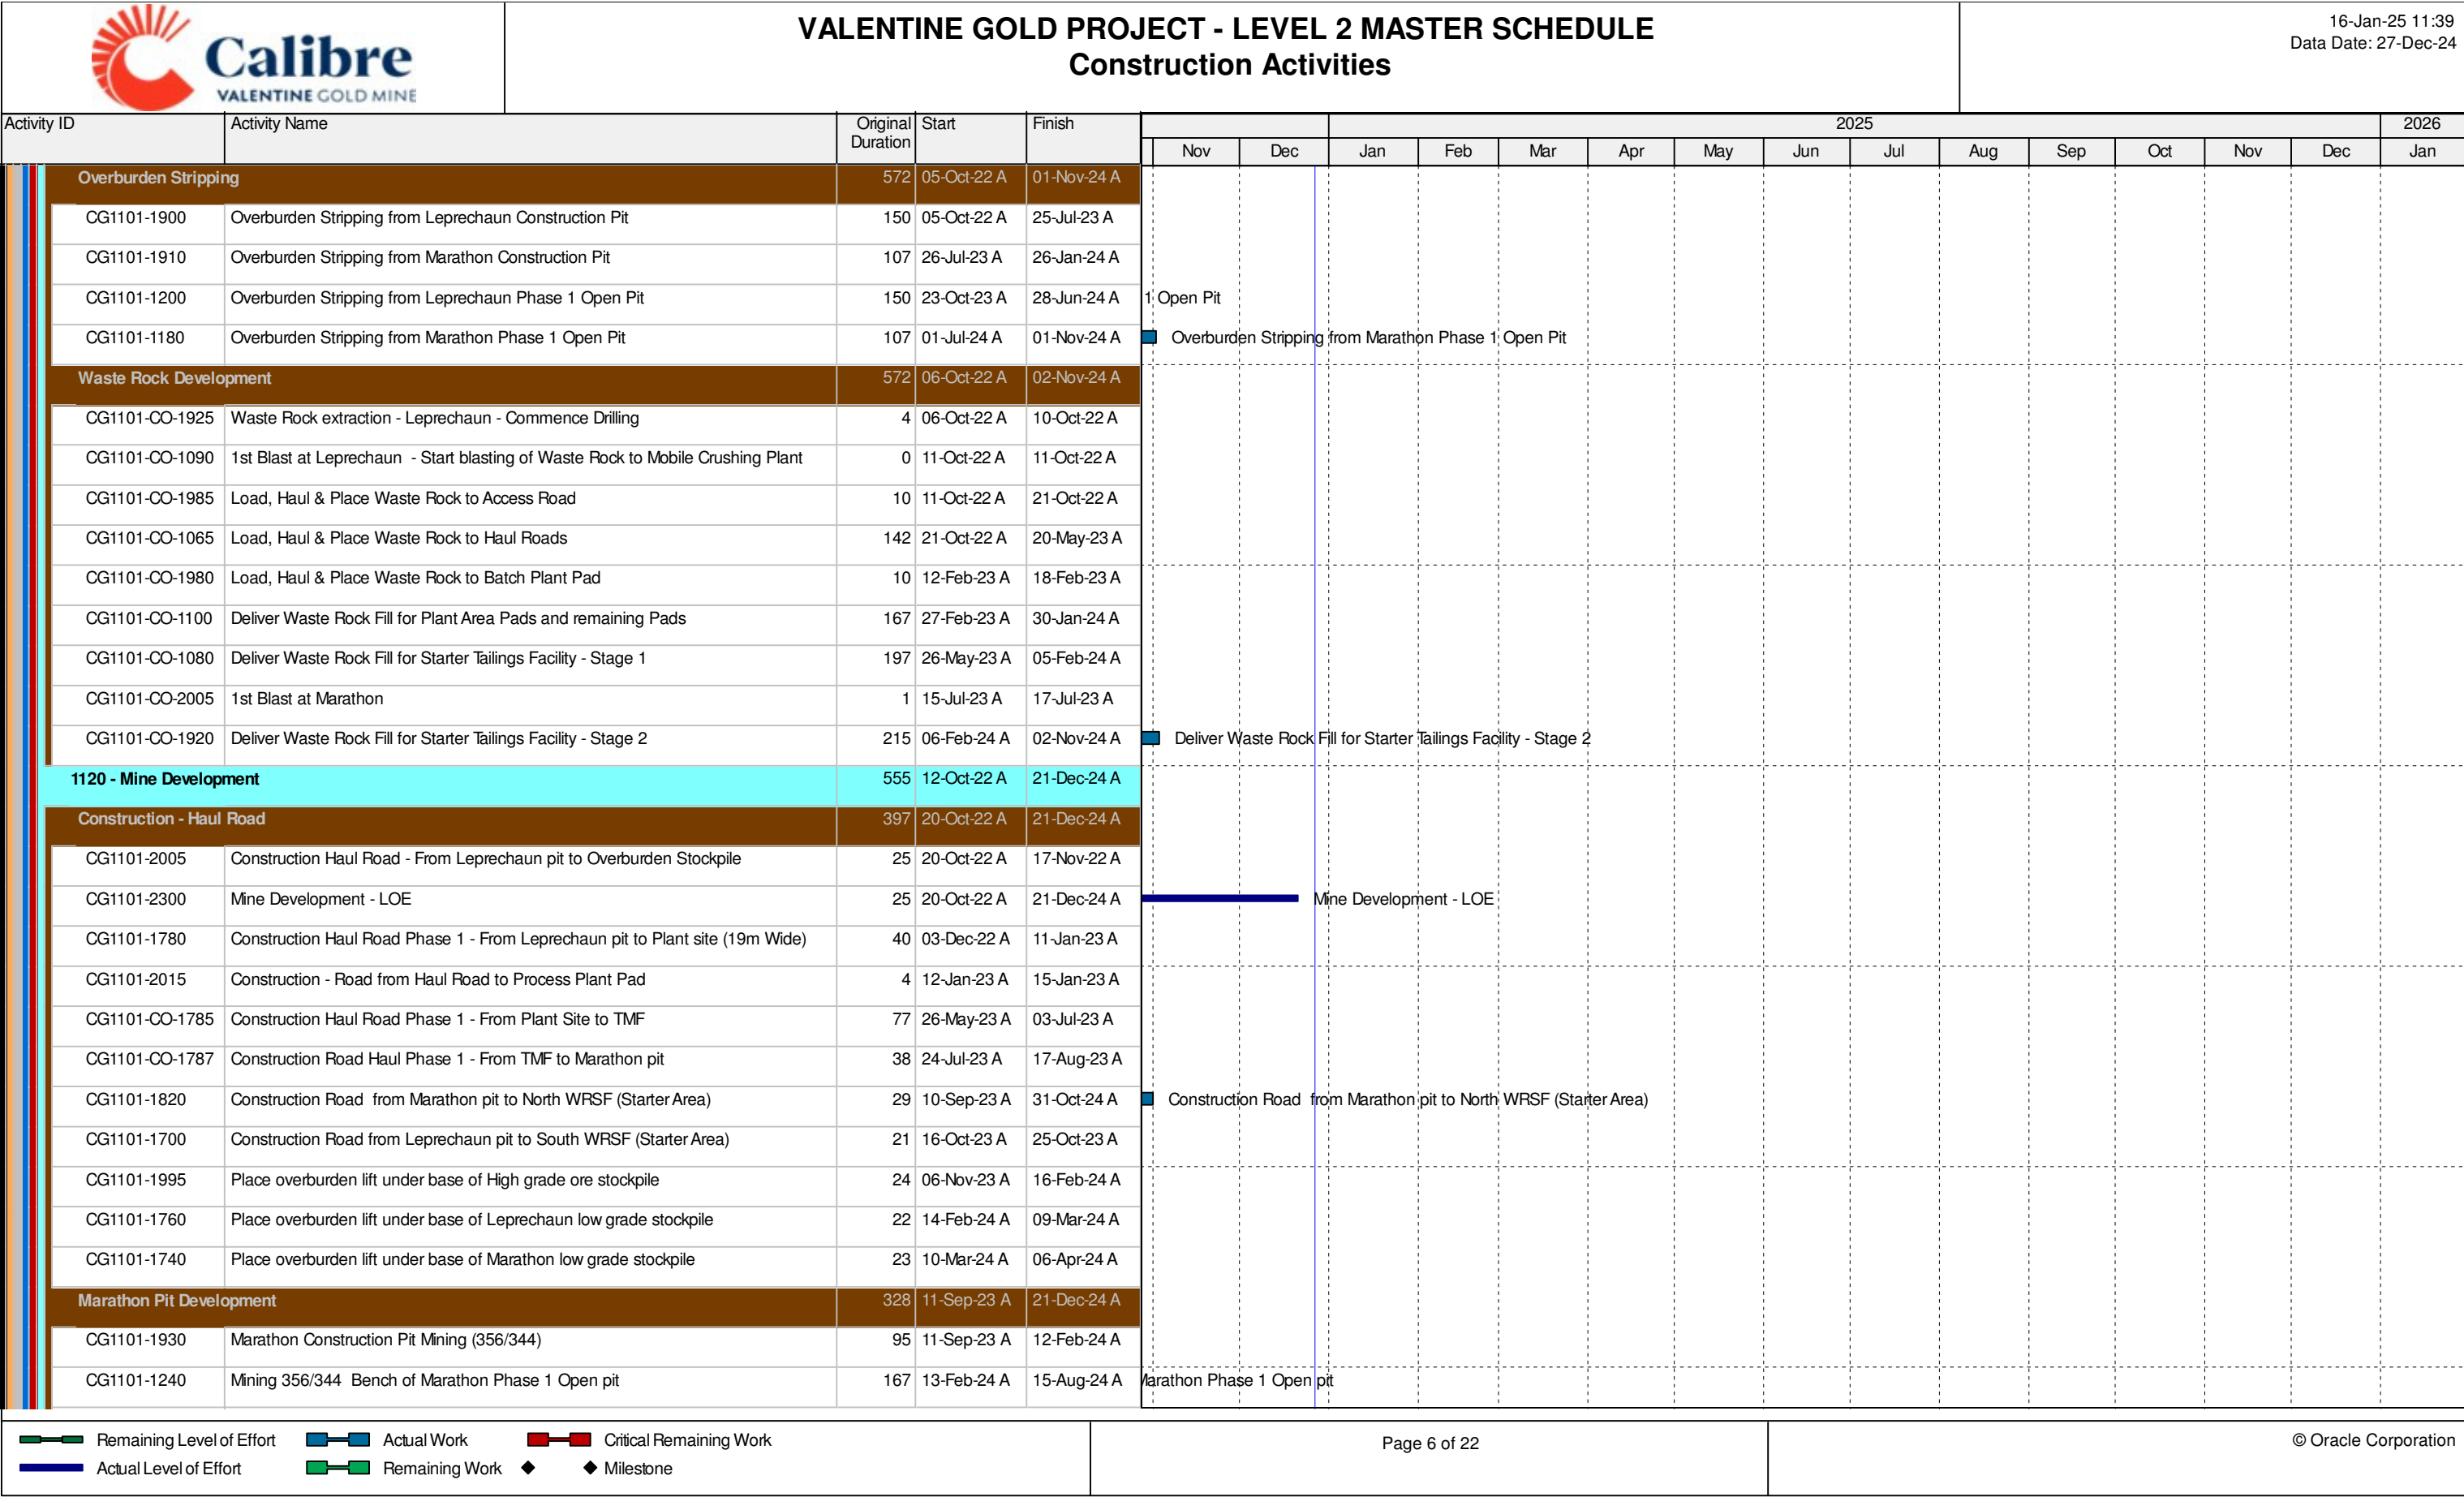 Calibre
VALENTINE GOLD MINE
VALENTINE GOLD PROJECT - LEVEL 2 MASTER SCHEDULE
Construction Activities
16-Jan-25 11:39
Data Date: 27-Dec-24
Activity ID Activity Name Original Duration Start Finish
2025 2026
Nov Dec Jan Feb Mar Apr May Jun Jul Aug Sep Oct Nov Dec Jan
Overburden Stripping 572 05-Oct-22 A 01-Nov-24 A
CG1101-1900 Overburden Stripping from Leprechaun Construction Pit 150 05-Oct-22 A 25-Jul-23 A
CG1101-1910 Overburden Stripping from Marathon Construction Pit 107 26-Jul-23 A 26-Jan-24 A
CG1101-1200 Overburden Stripping from Leprechaun Phase 1 Open Pit 150 23-Oct-23 A 28-Jun-24 A 1 Open Pit
CG1101-1180 Overburden Stripping from Marathon Phase 1 Open Pit 107 01-Jul-24 A 01-Nov-24 A Overburden Stripping from Marathon Phase 1 Open Pit
Waste Rock Development 572 06-Oct-22 A 02-Nov-24 A
CG1101-CO-1925 Waste Rock extraction - Leprechaun - Commence Drilling 4 06-Oct-22 A 10-Oct-22 A
CG1101-CO-1090 1st Blast at Leprechaun - Start blasting of Waste Rock to Mobile Crushing Plant 0 11-Oct-22 A 11-Oct-22 A
CG1101-CO-1985 Load, Haul & Place Waste Rock to Access Road 10 11-Oct-22 A 21-Oct-22 A
CG1101-CO-1065 Load, Haul & Place Waste Rock to Haul Roads 142 21-Oct-22 A 20-May-23 A
CG1101-CO-1980 Load, Haul & Place Waste Rock to Batch Plant Pad 10 12-Feb-23 A 18-Feb-23 A
CG1101-CO-1100 Deliver Waste Rock Fill for Plant Area Pads and remaining Pads 167 27-Feb-23 A 30-Jan-24 A
CG1101-CO-1080 Deliver Waste Rock Fill for Starter Tailings Facility - Stage 1 197 26-May-23 A 05-Feb-24 A
CG1101-CO-2005 1st Blast at Marathon 1 15-Jul-23 A 17-Jul-23 A
CG1101-CO-1920 Deliver Waste Rock Fill for Starter Tailings Facility - Stage 2 215 06-Feb-24 A 02-Nov-24 A Deliver Waste Rock Fill for Starter Tailings Facility - Stage 2
1120 - Mine Development 555 12-Oct-22 A 21-Dec-24 A
Construction - Haul Road 397 20-Oct-22 A 21-Dec-24 A
CG1101-2005 Construction Haul Road - From Leprechaun pit to Overburden Stockpile 25 20-Oct-22 A 17-Nov-22 A
CG1101-2300 Mine Development - LOE 25 20-Oct-22 A 21-Dec-24 A Mine Development - LOE
CG1101-1780 Construction Haul Road Phase 1 - From Leprechaun pit to Plant site (19m Wide) 40 03-Dec-22 A 11-Jan-23 A
CG1101-2015 Construction - Road from Haul Road to Process Plant Pad 4 12-Jan-23 A 15-Jan-23 A
CG1101-CO-1785 Construction Haul Road Phase 1 - From Plant Site to TMF 77 26-May-23 A 03-Jul-23 A
CG1101-CO-1787 Construction Road Haul Phase 1 - From TMF to Marathon pit 38 24-Jul-23 A 17-Aug-23 A
CG1101-1820 Construction Road from Marathon pit to North WRSF (Starter Area) 29 10-Sep-23 A 31-Oct-24 A Construction Road from Marathon pit to North WRSF (Starter Area)
CG1101-1700 Construction Road from Leprechaun pit to South WRSF (Starter Area) 21 16-Oct-23 A 25-Oct-23 A
CG1101-1995 Place overburden lift under base of High grade ore stockpile 24 06-Nov-23 A 16-Feb-24 A
CG1101-1760 Place overburden lift under base of Leprechaun low grade stockpile 22 14-Feb-24 A 09-Mar-24 A
CG1101-1740 Place overburden lift under base of Marathon low grade stockpile 23 10-Mar-24 A 06-Apr-24 A
Marathon Pit Development 328 11-Sep-23 A 21-Dec-24 A
CG1101-1930 Marathon Construction Pit Mining (356/344) 95 11-Sep-23 A 12-Feb-24 A
CG1101-1240 Mining 356/344 Bench of Marathon Phase 1 Open pit 167 13-Feb-24 A 15-Aug-24 A Marathon Phase 1 Open pit
Remaining Level of Effort Actual Work Critical Remaining Work
Actual Level of Effort Remaining Work Milestone
Page 6 of 22
© Oracle Corporation